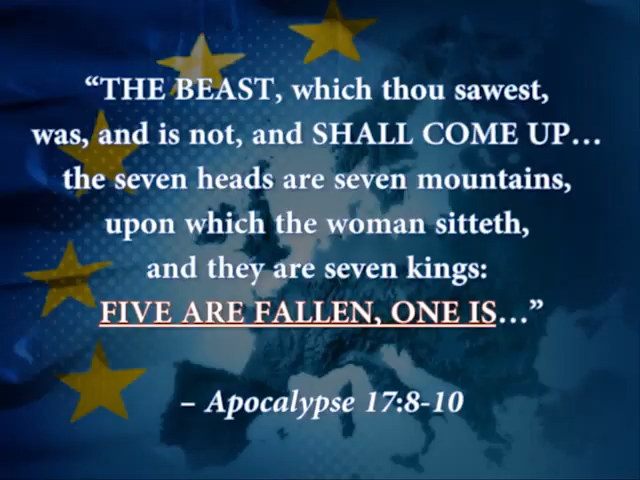 “THE BEAST, which thou sawest,
was, and is not, and SHALL COME UP…
the seven heads are seven mountains,
upon which the woman sitteth,
and they are seven kings:
FIVE ARE FALLEN, ONE IS…”
– Apocalypse 17:8-10